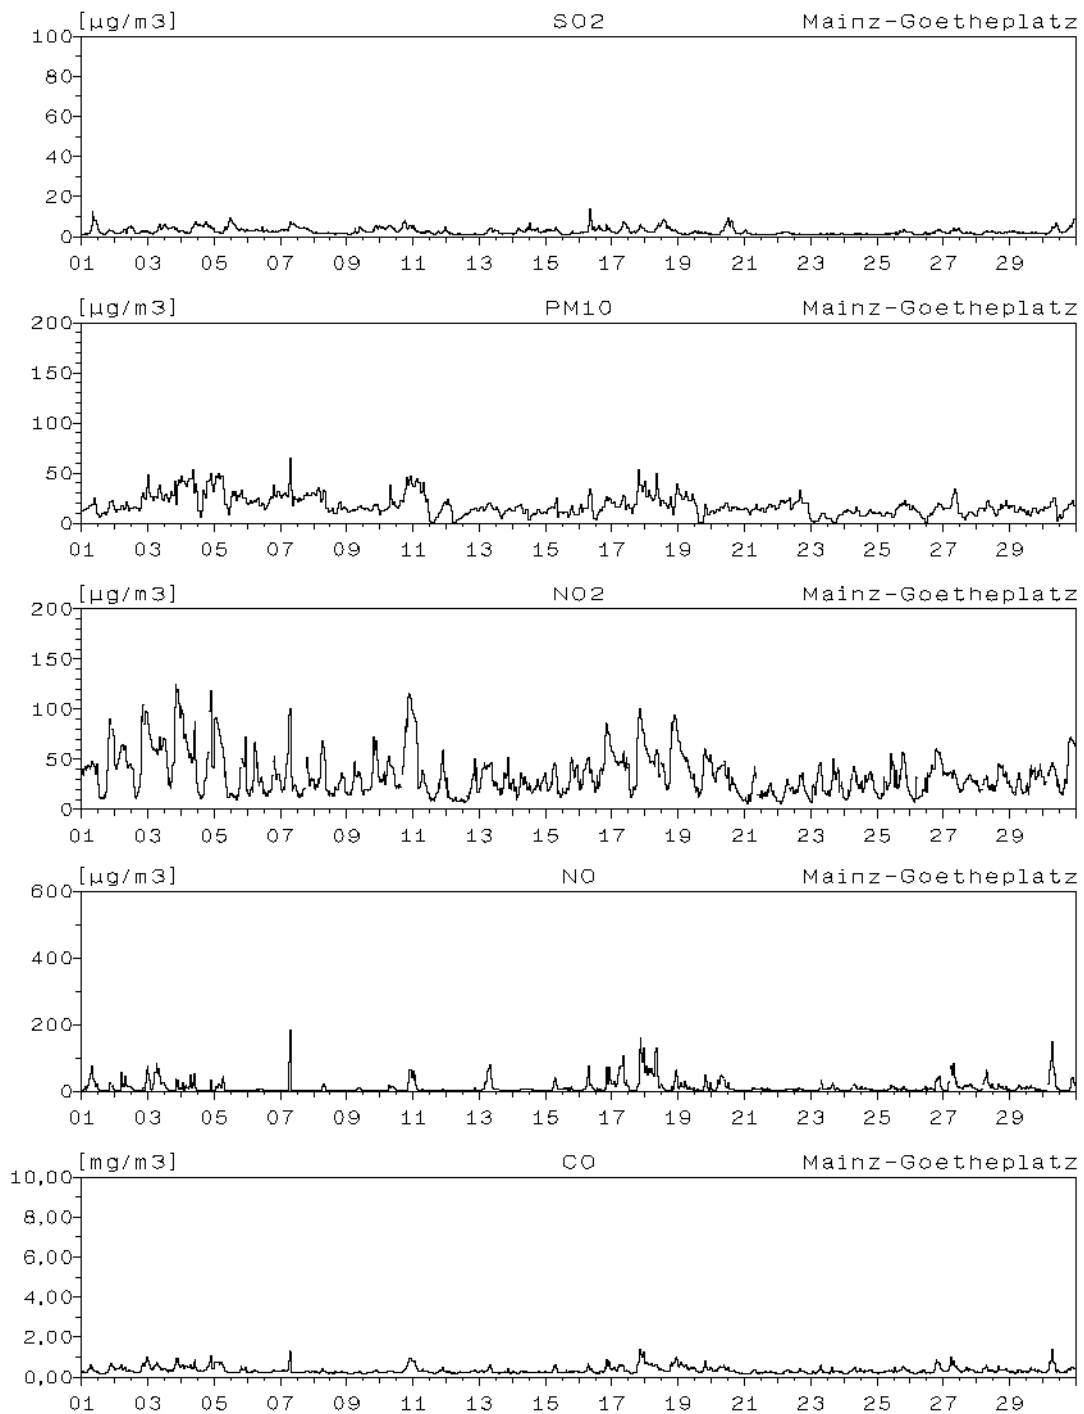 [µg/m3] SO2 Mainz-Goetheplatz
100
80
60
40
20
0
01 03 05 07 09 11 13 15 17 19 21 23 25 27 29
[µg/m3] PM10 Mainz-Goetheplatz
200
150
100
50
0
01 03 05 07 09 11 13 15 17 19 21 23 25 27 29
[µg/m3] NO2 Mainz-Goetheplatz
200
150
100
50
0
01 03 05 07 09 11 13 15 17 19 21 23 25 27 29
[µg/m3] NO Mainz-Goetheplatz
600
400
200
0
01 03 05 07 09 11 13 15 17 19 21 23 25 27 29
[mg/m3] CO Mainz-Goetheplatz
10,00
8,00
6,00
4,00
2,00
0,00
01 03 05 07 09 11 13 15 17 19 21 23 25 27 29